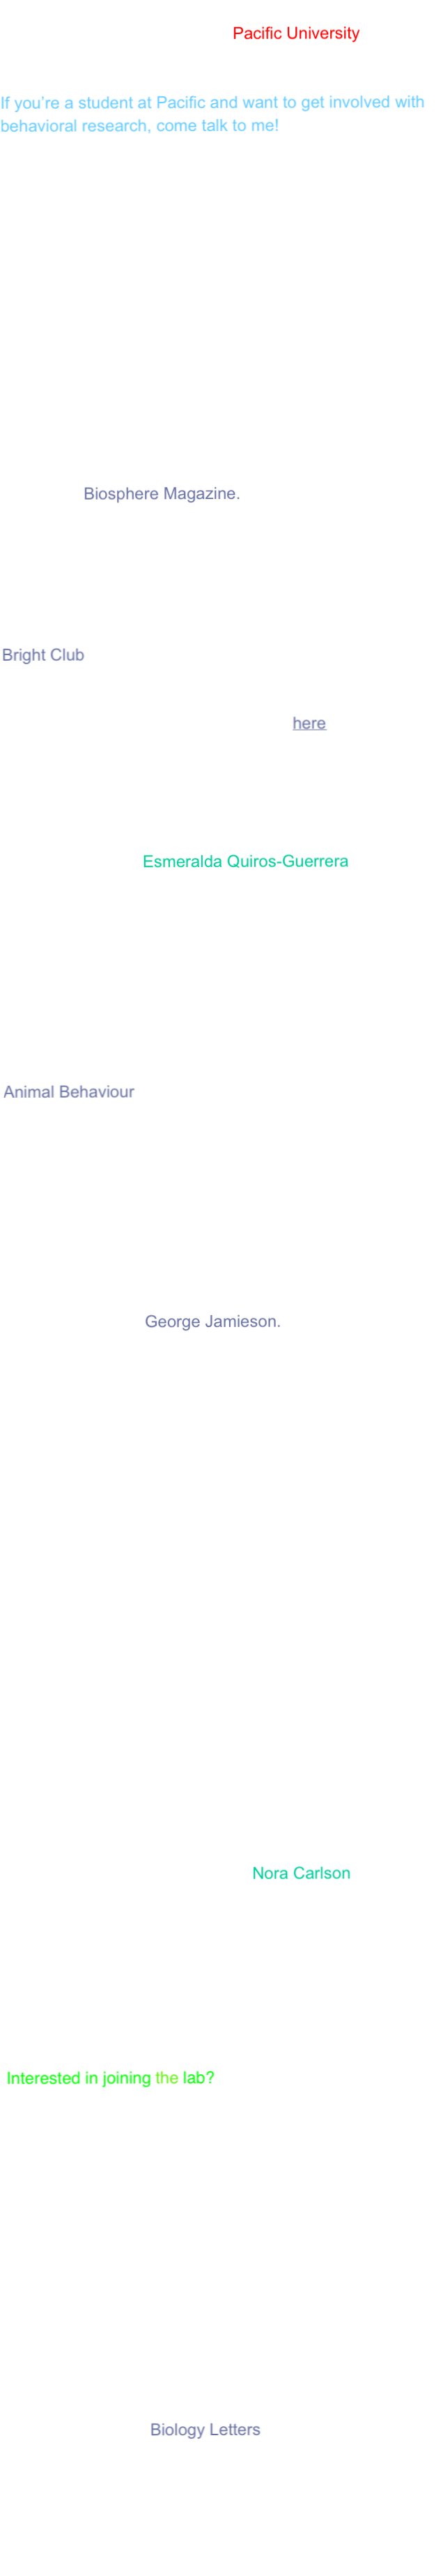 Pacific University
If you're a student at Pacific and want to get involved with
behavioral research, come talk to me!
Biosphere Magazine.
Bright Club
here
Esmeralda Quiros-Guerrera
Animal Behaviour
George Jamieson.
Nora Carlson
Interested in joining the lab?
Biology Letters